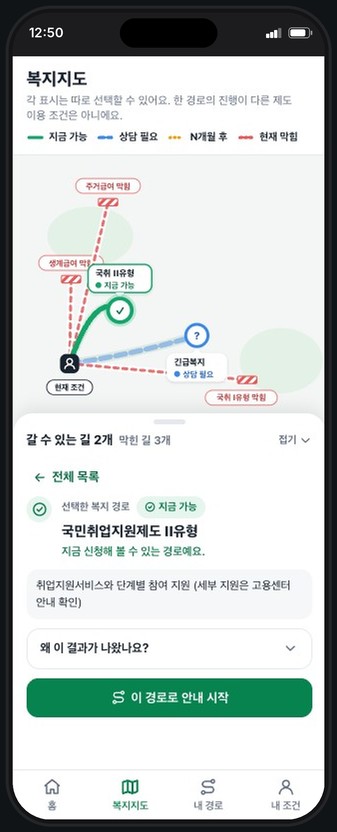 12:50
복지지도
각 표시는 따로 선택할 수 있어요. 한 경로의 진행이 다른 제도
이용 조건은 아니에요.
지금 가능 상담 필요 N개월 후 현재 막힘
주거급여 막힘
생계급여 막힘
국취 II유형
지금 가능
?
긴급복지
상담 필요
현재 조건
국취 I유형 막힘
갈 수 있는 길 2개 막힌 길 3개 접기
← 전체 목록
선택한 복지 경로 지금 가능
국민취업지원제도 II유형
지금 신청해 볼 수 있는 경로예요.
취업지원서비스와 단계별 참여 지원 (세부 지원은 고용센터
안내 확인)
왜 이 결과가 나왔나요?
이 경로로 안내 시작
홈 복지지도 내 경로 내 조건